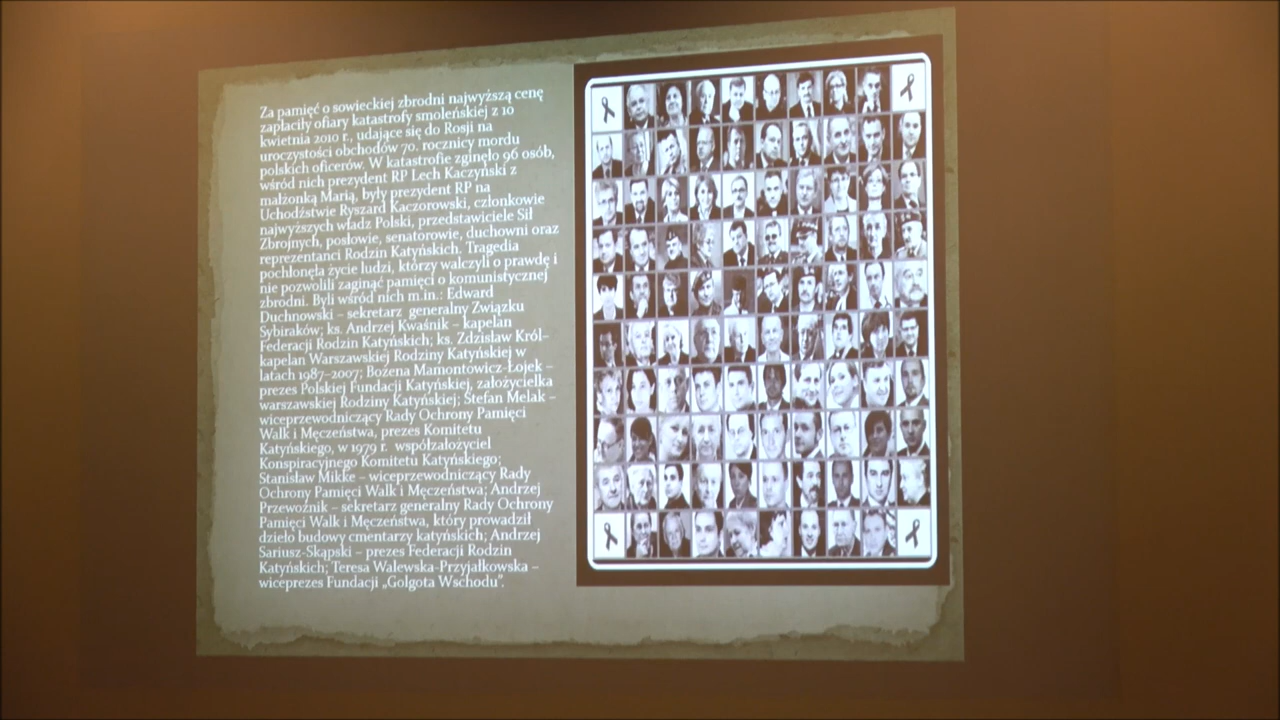 Za pamięć o sowieckiej zbrodni najwyższą cenę
zapłaciły ofiary katastrofy smoleńskiej z 10
kwietnia 2010 r., udające się do Rosji na
uroczystości obchodów 70. rocznicy mordu
polskich oficerów. W katastrofie zginęło 96 osób,
wśród nich prezydent RP Lech Kaczyński z
małżonką Marią, były prezydent RP na
Uchodźstwie Ryszard Kaczorowski, członkowie
najwyższych władz Polski, przedstawiciele Sił
Zbrojnych, posłowie, senatorowie, duchowni oraz
reprezentanci Rodzin Katyńskich. Tragedia
pochłonęła życie ludzi, którzy walczyli o prawdę i
nie pozwolili zaginąć pamięci o komunistycznej
zbrodni. Byli wśród nich m.in.: Edward
Duchnowski – sekretarz generalny Związku
Sybiraków; ks. Andrzej Kwaśnik – kapelan
Federacji Rodzin Katyńskich; ks. Zdzisław Król–
kapelan Warszawskiej Rodziny Katyńskiej w
latach 1987–2007; Bożena Mamontowicz-Łojek –
prezes Polskiej Fundacji Katyńskiej, założycielka
warszawskiej Rodziny Katyńskiej; Stefan Melak –
wiceprzewodniczący Rady Ochrony Pamięci
Walk i Męczeństwa, prezes Komitetu
Katyńskiego, w 1979 r. współzałożyciel
Konspiracyjnego Komitetu Katyńskiego;
Stanisław Mikke – wiceprzewodniczący Rady
Ochrony Pamięci Walk i Męczeństwa; Andrzej
Przewoźnik – sekretarz generalny Rady Ochrony
Pamięci Walk i Męczeństwa, który prowadził
dzieło budowy cmentarzy katyńskich; Andrzej
Sariusz-Skąpski – prezes Federacji Rodzin
Katyńskich; Teresa Walewska-Przyjałkowska –
wiceprezes Fundacji „Golgota Wschodu”.